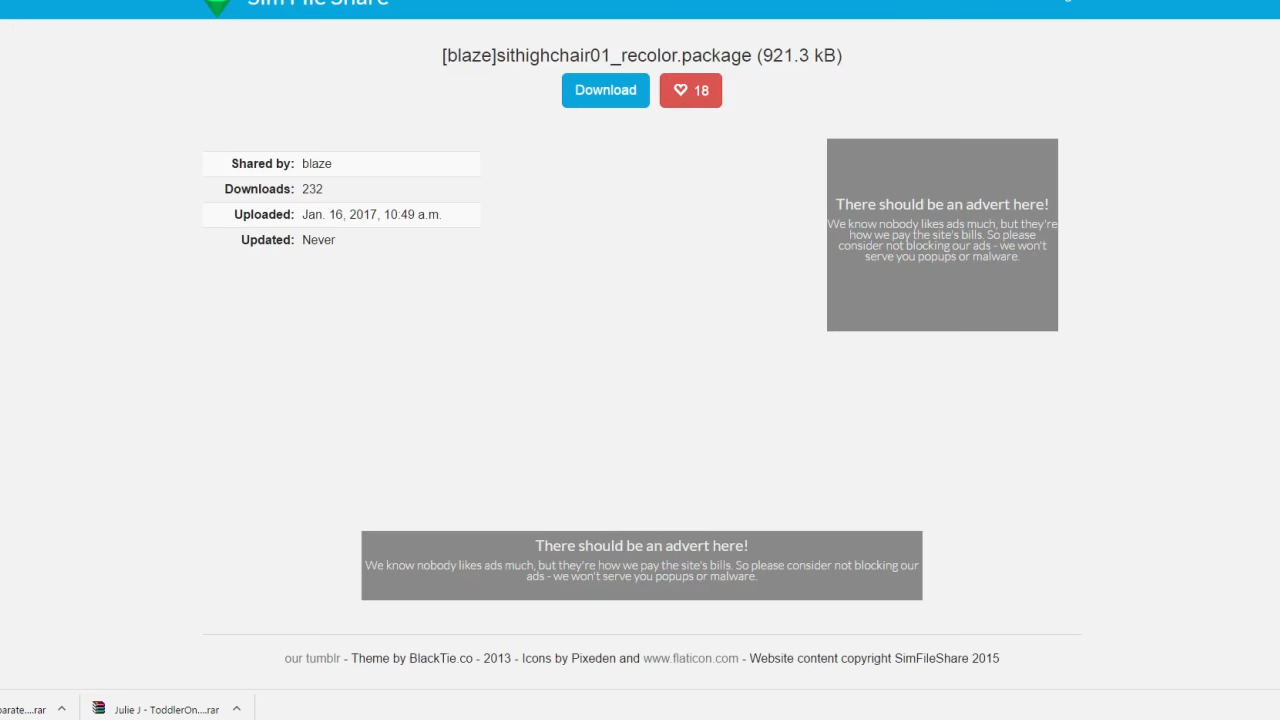 Sim File Share
[blaze]sithighchair01_recolor.package (921.3 kB)
Download
18
Shared by: blaze
Downloads: 232
Uploaded: Jan. 16, 2017, 10:49 a.m.
Updated: Never
There should be an advert here!
We know nobody likes ads much, but they're
how we pay the site's bills. So please
consider not blocking our ads - we won't
serve you popups or malware.
There should be an advert here!
We know nobody likes ads much, but they're how we pay the site's bills. So please consider not blocking our
ads - we won't serve you popups or malware.
our tumblr - Theme by BlackTie.co - 2013 - Icons by Pixeden and www.flaticon.com - Website content copyright SimFileShare 2015
parate....rar
Julie J - ToddlerOn....rar